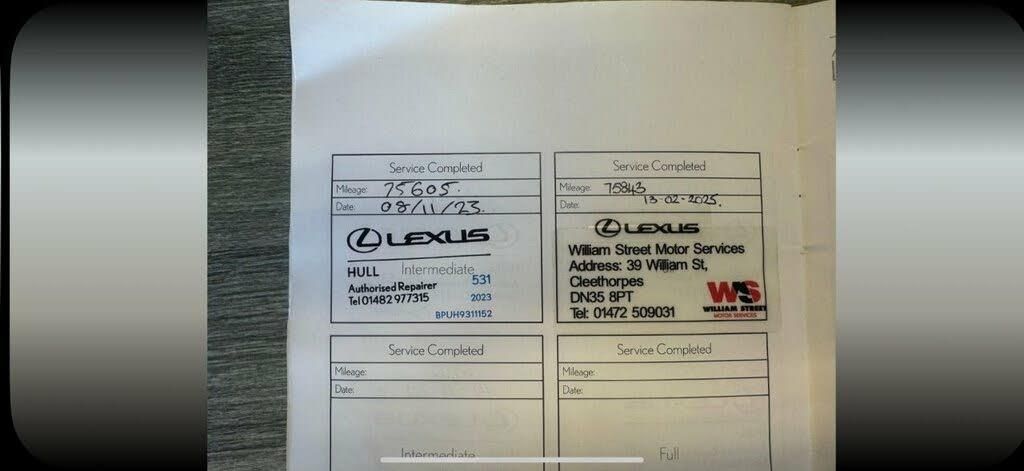 Service Completed
Mileage: 75605.
Date: 08/11/23.
LEXUS
HULL Intermediate
Authorised Repairer 531
Tel 01482 977315 2023
BPUH9311152
Service Completed
Mileage: 75843
Date: 13-02-2025.
LEXUS
William Street Motor Services
Address: 39 William St,
Cleethorpes
DN35 8PT
Tel: 01472 509031
WS
WILLIAM STREET
MOTOR SERVICES
Service Completed
Mileage:
Date:
Intermediate
Service Completed
Mileage:
Date:
Full